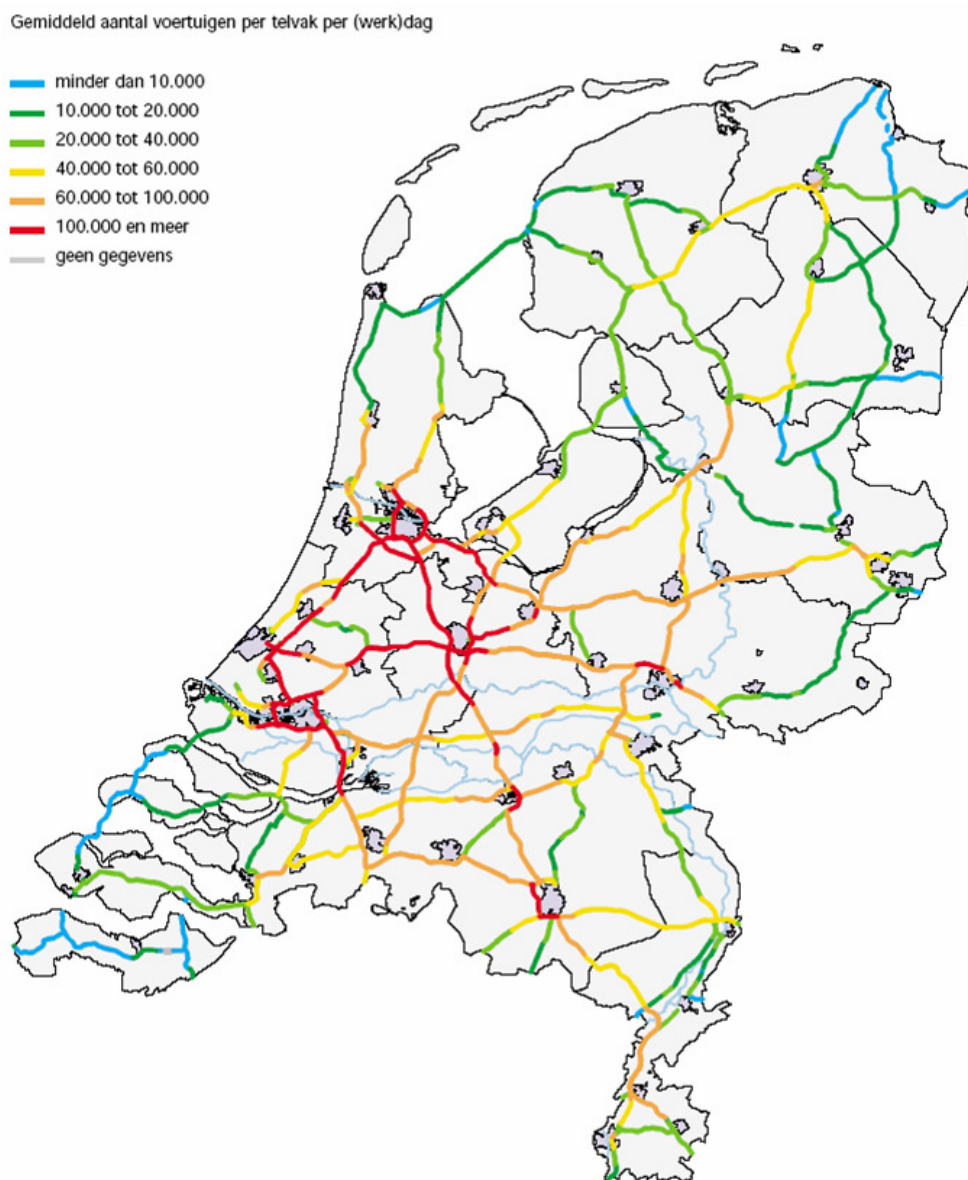 Gemiddeld aantal voertuigen per telvak per (werk)dag
minder dan 10.000
10.000 tot 20.000
20.000 tot 40.000
40.000 tot 60.000
60.000 tot 100.000
100.000 en meer
geen gegevens